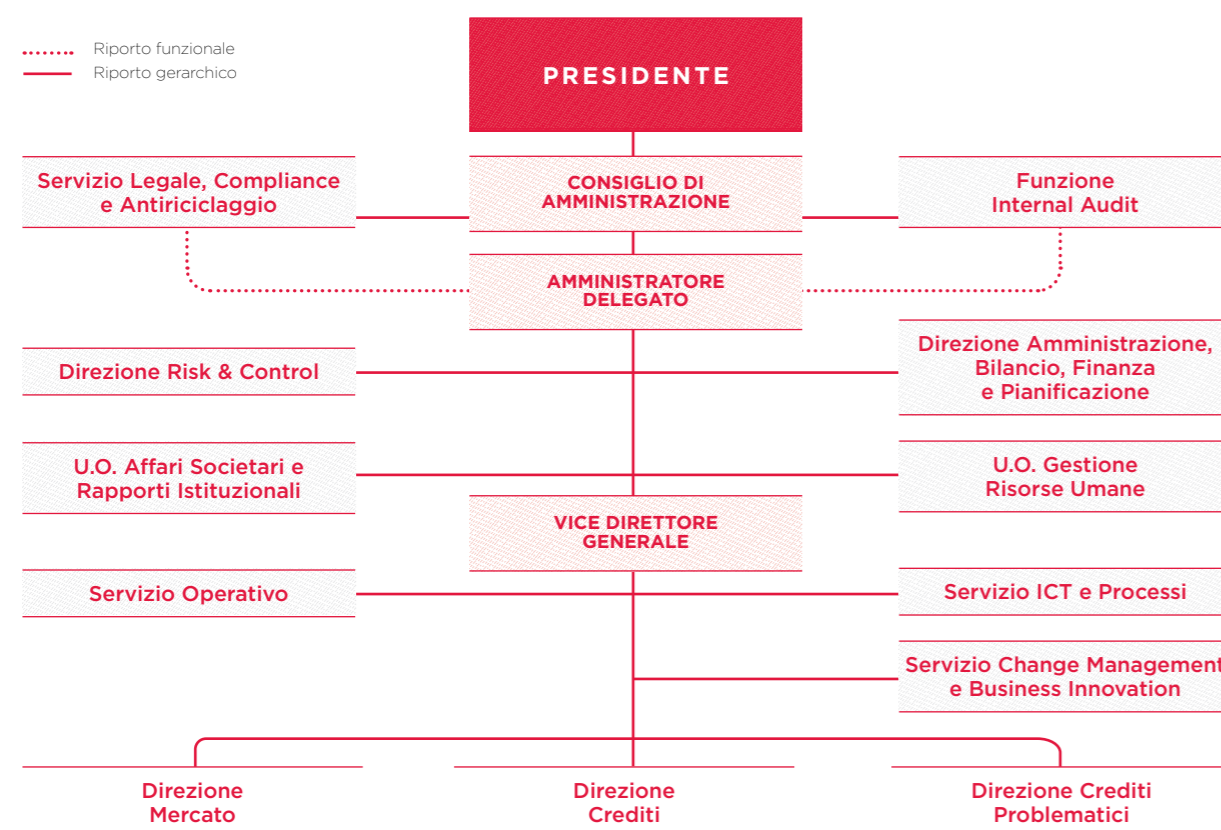 Riporto funzionale
Riporto gerarchico
PRESIDENTE
Servizio Legale, Compliance
e Antiriciclaggio
CONSIGLIO DI
AMMINISTRAZIONE
Funzione
Internal Audit
AMMINISTRATORE
DELEGATO
Direzione Risk & Control
Direzione Amministrazione,
Bilancio, Finanza
e Pianificazione
U.O. Affari Societari e
Rapporti Istituzionali
U.O. Gestione
Risorse Umane
VICE DIRETTORE
GENERALE
Servizio Operativo
Servizio ICT e Processi
Servizio Change Management
e Business Innovation
Direzione
Mercato
Direzione
Crediti
Direzione Crediti
Problematici